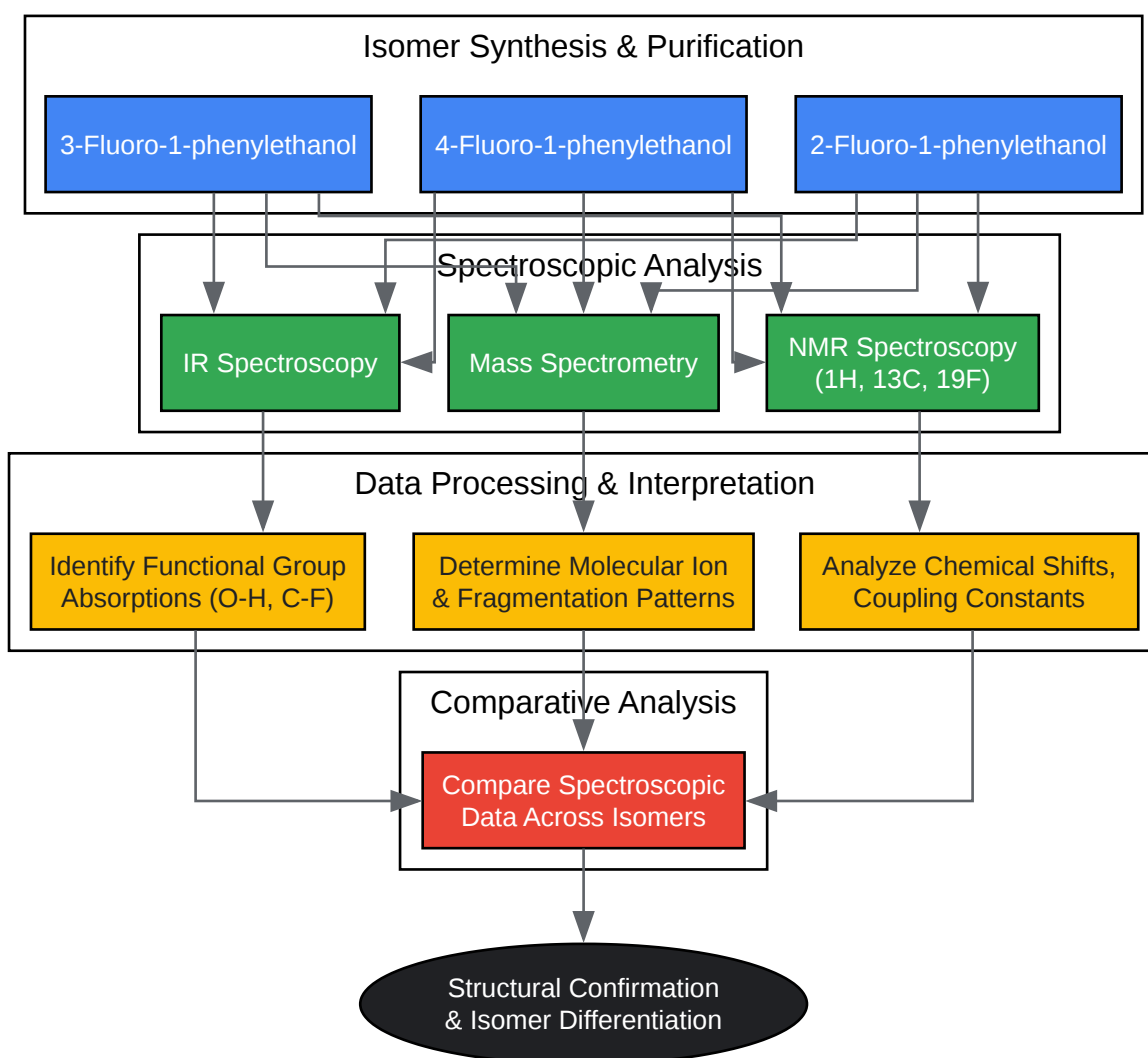 Isomer Synthesis & Purification
3-Fluoro-1-phenylethanol
4-Fluoro-1-phenylethanol
2-Fluoro-1-phenylethanol
Spectroscopic Analysis
IR Spectroscopy
Mass Spectrometry
NMR Spectroscopy
(1H, 13C, 19F)
Data Processing & Interpretation
Identify Functional Group
Absorptions (O-H, C-F)
Determine Molecular Ion
& Fragmentation Patterns
Analyze Chemical Shifts,
Coupling Constants
Comparative Analysis
Compare Spectroscopic
Data Across Isomers
Structural Confirmation
& Isomer Differentiation